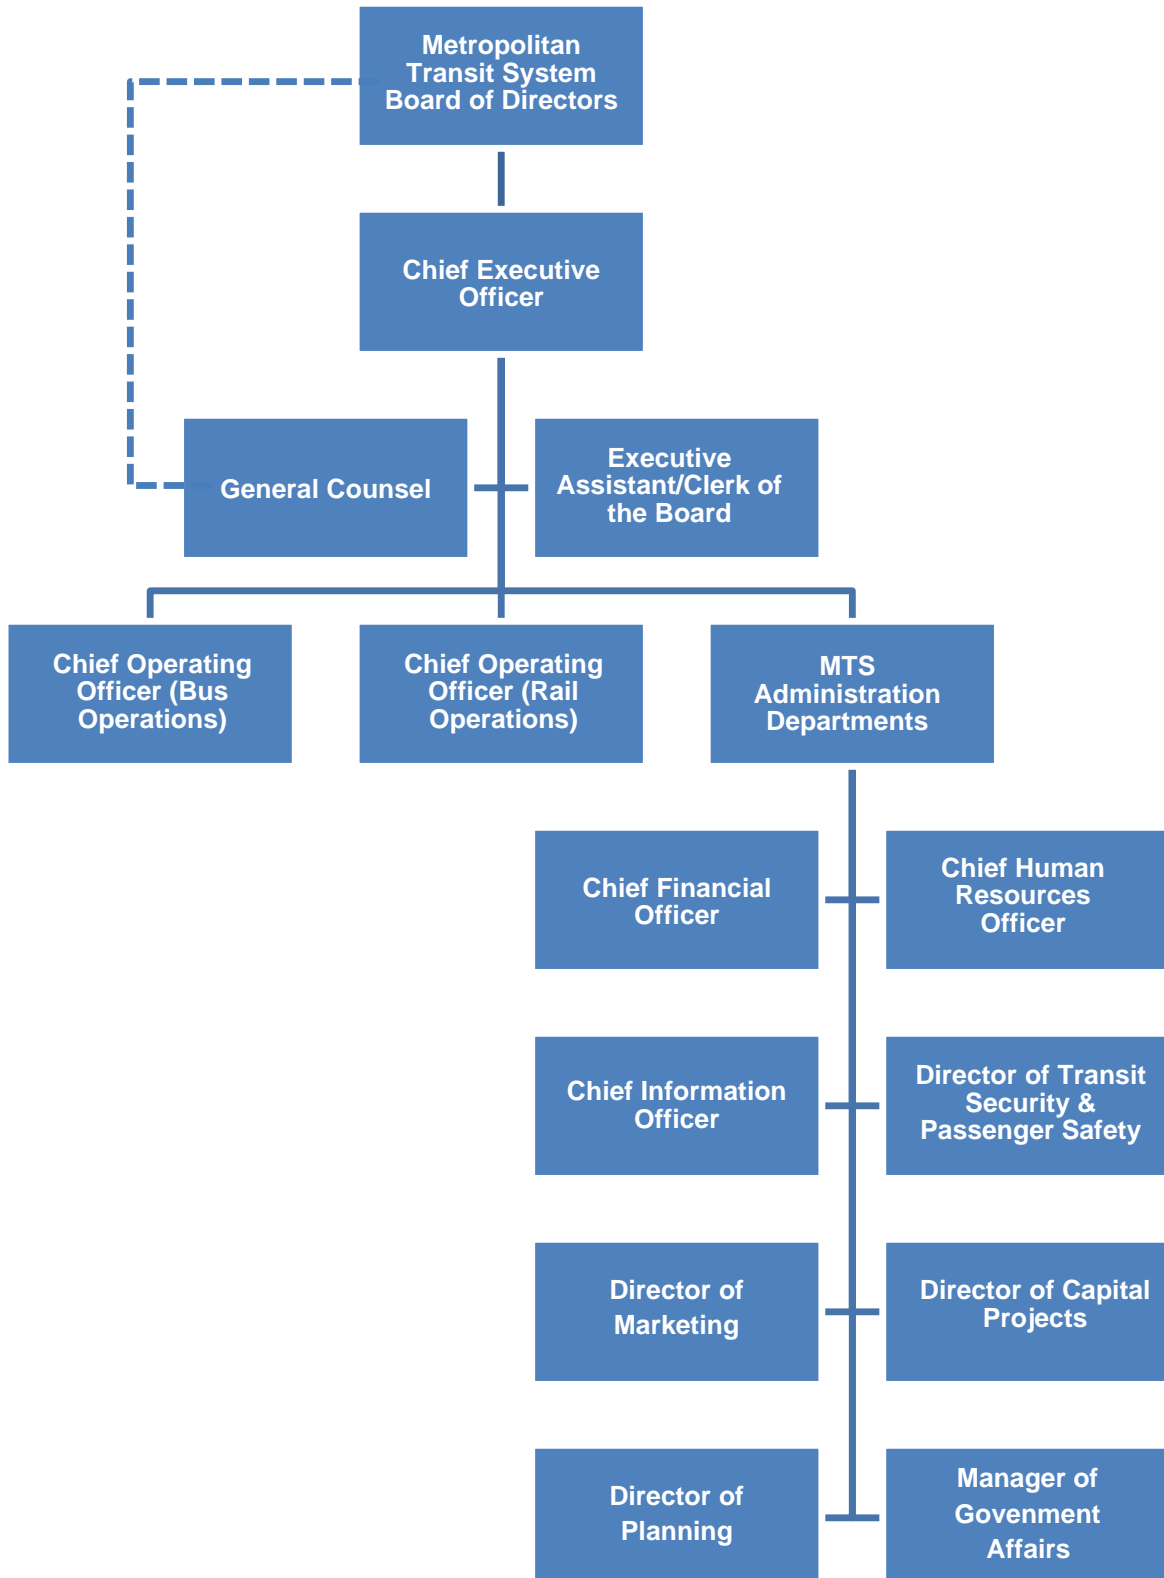 Metropolitan
Transit System
Board of Directors
Chief Executive
Officer
General Counsel
Executive
Assistant/Clerk of
the Board
Chief Operating
Officer (Bus
Operations)
Chief Operating
Officer (Rail
Operations)
MTS
Administration
Departments
Chief Financial
Officer
Chief Human
Resources
Officer
Chief Information
Officer
Director of Transit
Security &
Passenger Safety
Director of
Marketing
Director of Capital
Projects
Director of
Planning
Manager of
Govenment
Affairs